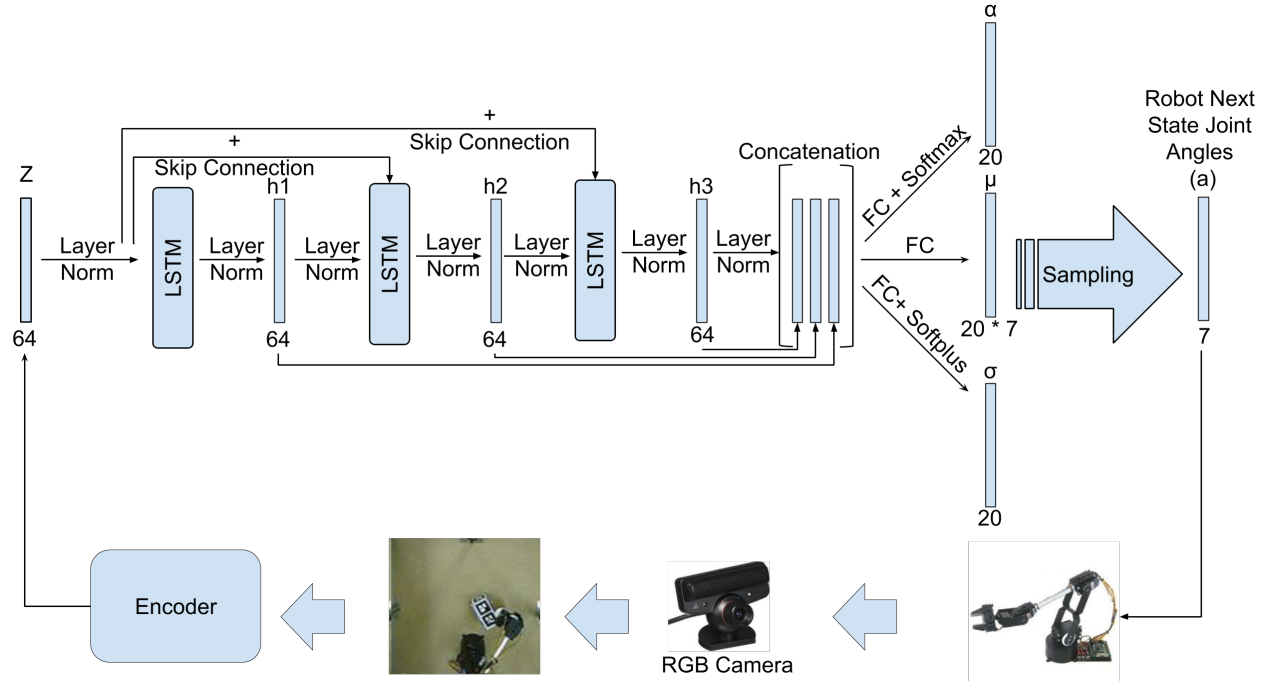 α
20
+
Skip Connection
+
Skip Connection
Z
64
Layer
Norm
LSTM
Layer
Norm
h1
64
Layer
Norm
LSTM
Layer
Norm
h2
64
Layer
Norm
LSTM
Layer
Norm
h3
64
Layer
Norm
Concatenation
FC + Softmax
FC
FC+ Softplus
μ
20 * 7
σ
20
Sampling
Robot Next
State Joint
Angles
(a)
7
Encoder
RGB Camera